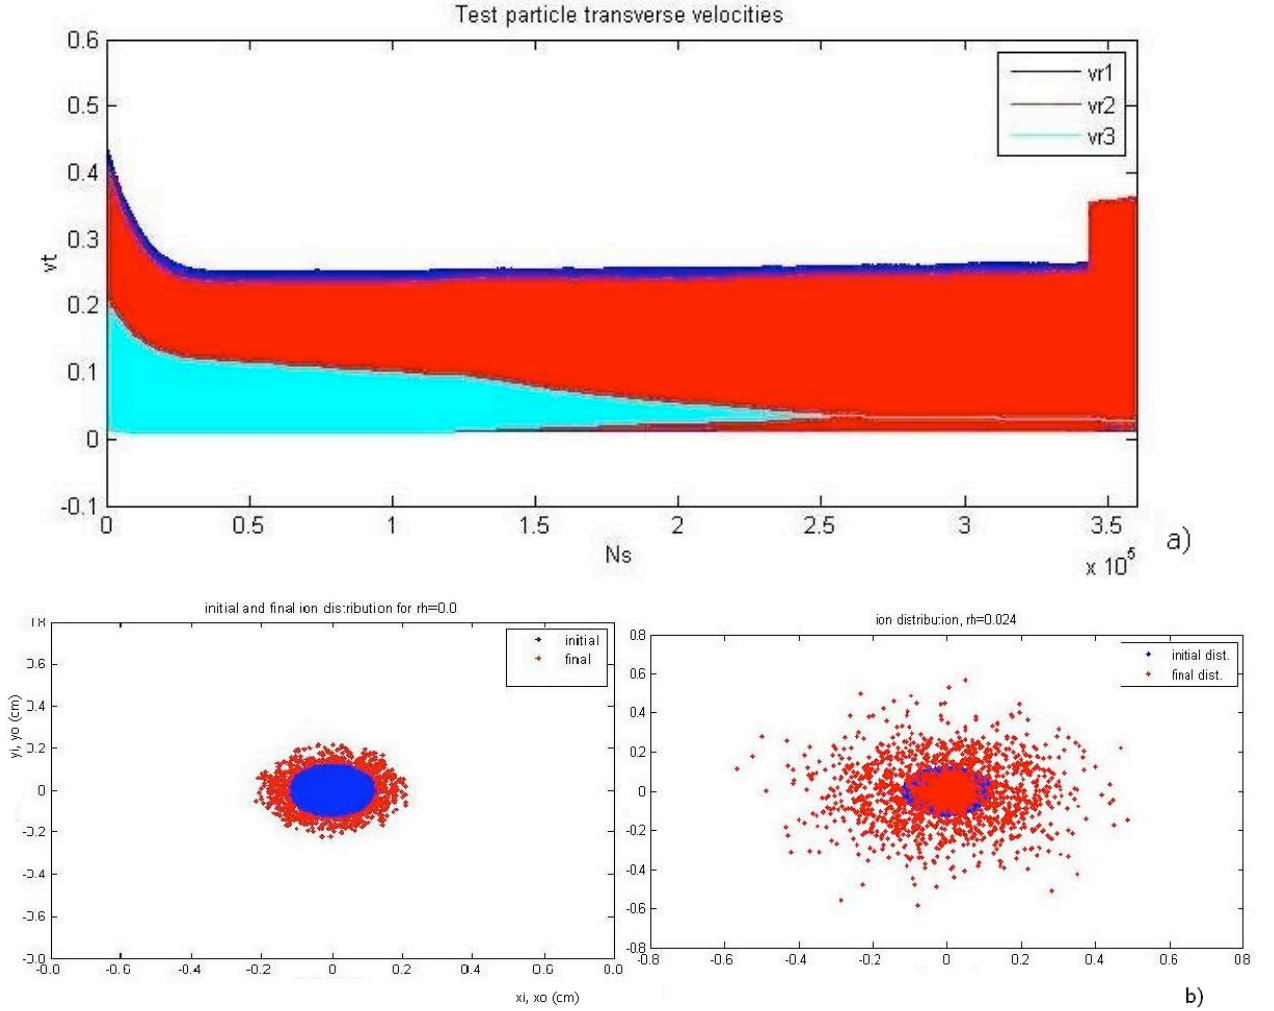 Test particle transverse velocities
0.6
0.5
0.4
0.3
0.2
0.1
0
-0.1
vt
vr1
vr2
vr3
0 0.5 1 1.5 2 2.5 3 3.5
Ns
x 10^5
a)
initial and final ion distribution for rh=0.0
initial
final
0.6
0.4
0.2
0
-0.2
-0.4
-0.6
yi, yo (cm)
-0.4 -0.2 0 0.2 0.4 0.6
xi, xo (cm)
ion distribution, rh=0.024
initial dist.
final dist.
0.8
0.6
0.4
0.2
0
-0.2
-0.4
-0.6
-0.8
-0.8 -0.6 -0.4 -0.2 0 0.2 0.4 0.6 0.8
b)